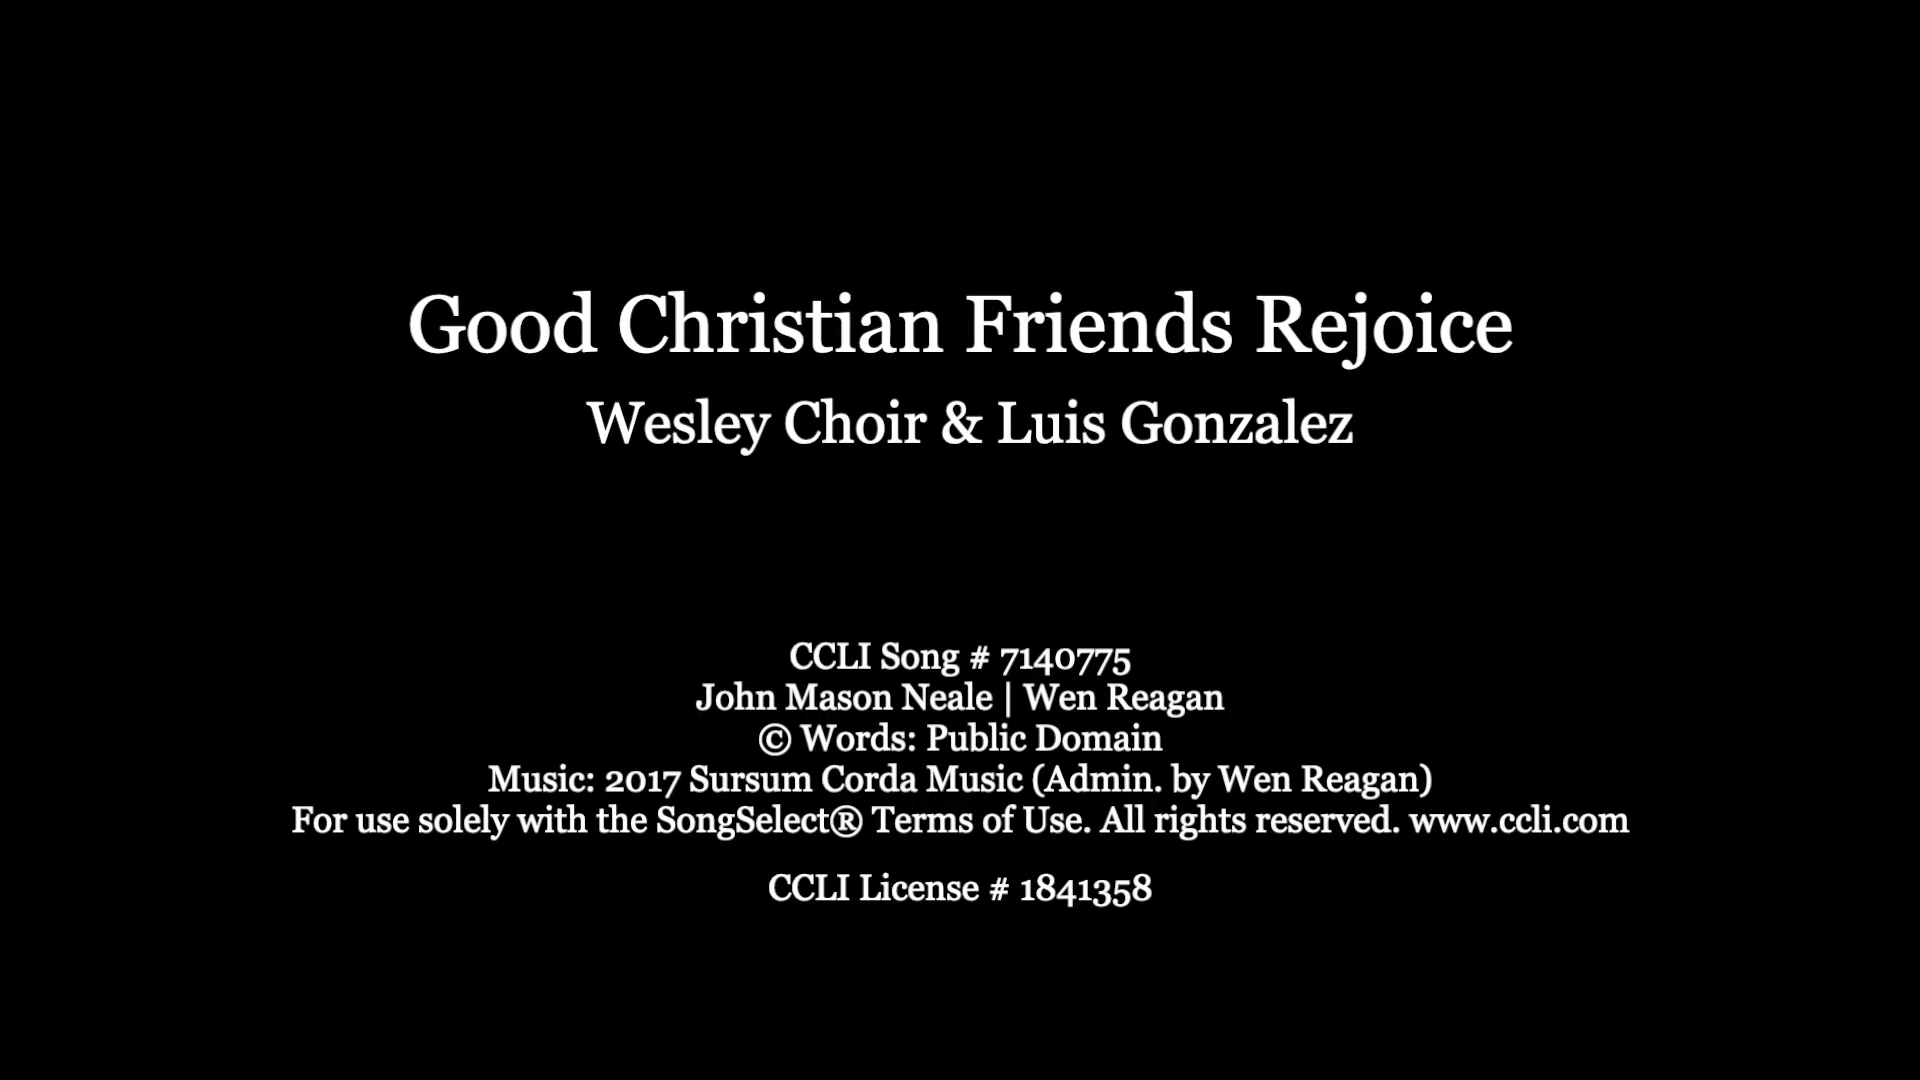 Good Christian Friends Rejoice
Wesley Choir & Luis Gonzalez
CCLI Song # 7140775
John Mason Neale | Wen Reagan
© Words: Public Domain
Music: 2017 Sursum Corda Music (Admin. by Wen Reagan)
For use solely with the SongSelect® Terms of Use. All rights reserved. www.ccli.com
CCLI License # 1841358